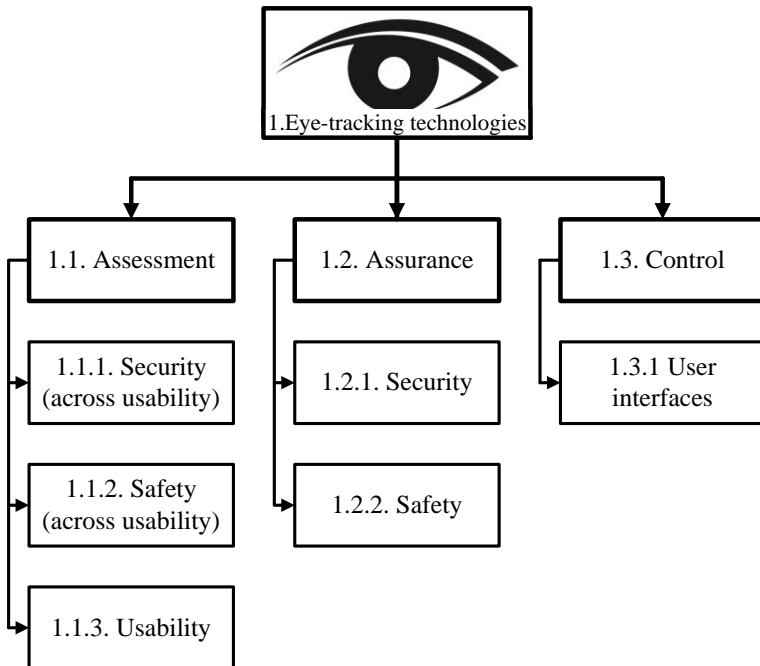 1.Eye-tracking technologies
1.1. Assessment
1.2. Assurance
1.3. Control
1.1.1. Security
(across usability)
1.2.1. Security
1.3.1 User
interfaces
1.1.2. Safety
(across usability)
1.2.2. Safety
1.1.3. Usability